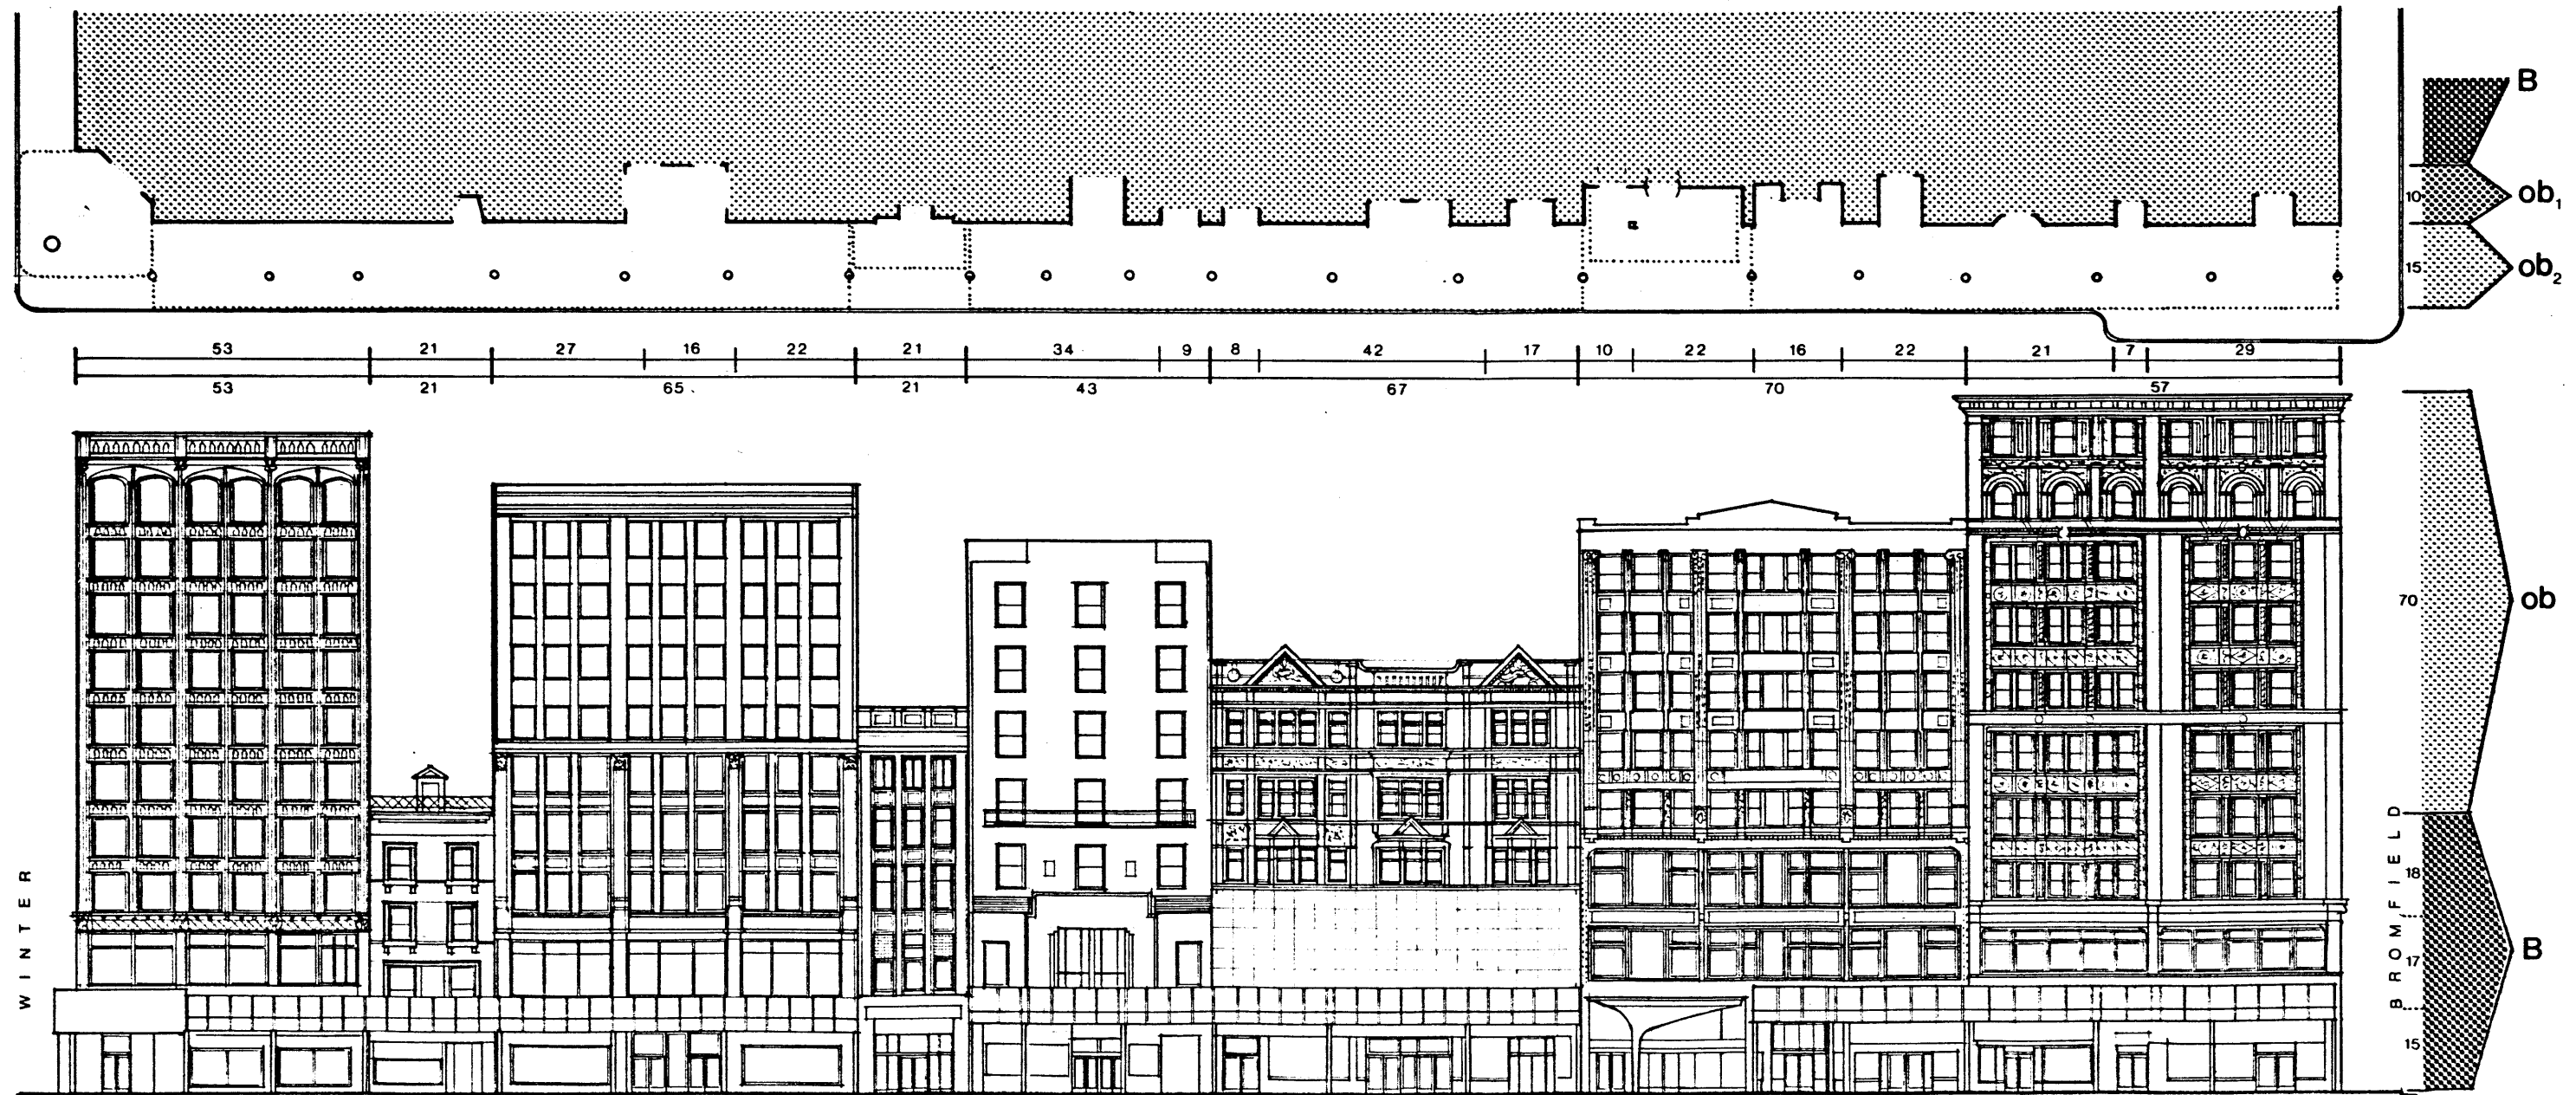 B
10 ob1
15 ob2
53 21 27 16 22 21 34 9 8 42 17 10 22 16 22 21 7 29
53 21 65 21 43 67 70 57
70 ob
WINTER
BROMFIELD
18
17 B
15